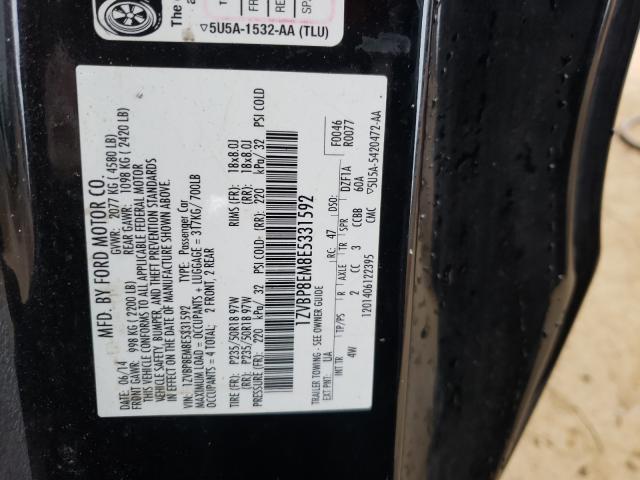 The
▽5U5A-1532-AA (TLU)
MFD. BY FORD MOTOR CO.
DATE: 06/14 GVWR: 2077 KG ( 4580 LB)
FRONT GAWR: 998 KG ( 2200 LB) REAR GAWR: 1098 KG ( 2420 LB)
THIS VEHICLE CONFORMS TO ALL APPLICABLE FEDERAL MOTOR
VEHICLE SAFETY, BUMPER, AND THEFT PREVENTION STANDARDS
IN EFFECT ON THE DATE OF MANUFACTURE SHOWN ABOVE.
VIN: 1ZVBP8EM8E5331592 TYPE: Passenger Car
MAXIMUM LOAD = OCCUPANTS + LUGGAGE = 317KG/ 700LB
OCCUPANTS = 4 TOTAL: 2 FRONT, 2 REAR
TIRE (FR): P235/50R18 97W RIMS (FR): 18x8.0J
(RR): P235/50R18 97W (RR): 18x8.0J
PRESSURE (FR): 220 kPa/ 32 PSI COLD (RR): 220 kPa/ 32 PSI COLD
1ZVBP8EM8E5331592
TRAILER TOWING - SEE OWNER GUIDE F0046
R0077
EXT PNT: UA RC: 47 DSO:
INT TR TP/PS R AXLE TR SPR DZF1A
4W 2 CC 3 CCBB 60A
CMC
1201406122395 ▽5U5A-5420472-AA